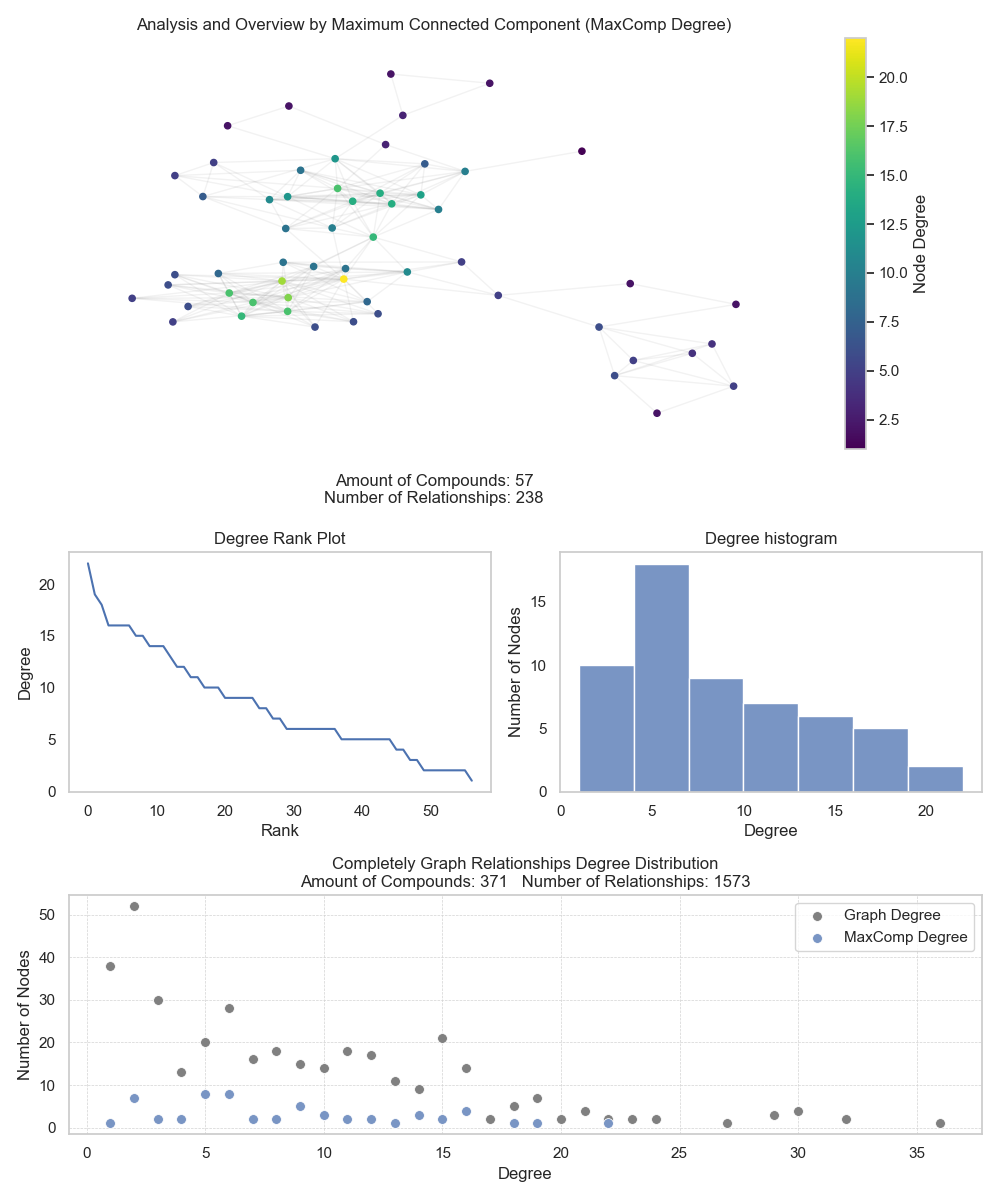 Analysis and Overview by Maximum Connected Component (MaxComp Degree)
20.0
17.5
15.0
12.5
10.0
7.5
5.0
2.5
Node Degree
Amount of Compounds: 57
Number of Relationships: 238
Degree Rank Plot
20
15
10
5
0
Degree
0 10 20 30 40 50
Rank
Degree histogram
15
10
5
0
Number of Nodes
0 5 10 15 20
Degree
Completely Graph Relationships Degree Distribution
Amount of Compounds: 371 Number of Relationships: 1573
Graph Degree
MaxComp Degree
50
40
30
20
10
0
Number of Nodes
0 5 10 15 20 25 30 35
Degree